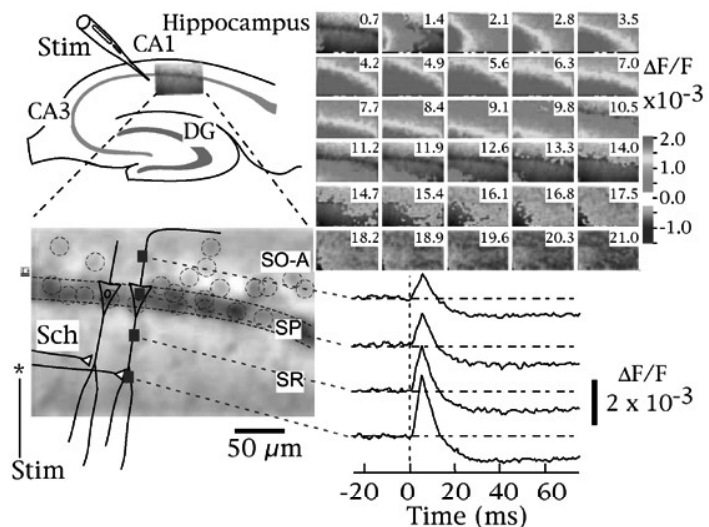 Hippocampus
Stim
CA1
CA3
DG
0.7 1.4 2.1 2.8 3.5
4.2 4.9 5.6 6.3 7.0
7.7 8.4 9.1 9.8 10.5
11.2 11.9 12.6 13.3 14.0
14.7 15.4 16.1 16.8 17.5
18.2 18.9 19.6 20.3 21.0
ΔF/F
x10⁻³
2.0
1.0
0.0
-1.0
SO-A
SP
Sch
SR
*
Stim
50 μm
ΔF/F
2 x 10⁻³
-20 0 20 40 60
Time (ms)